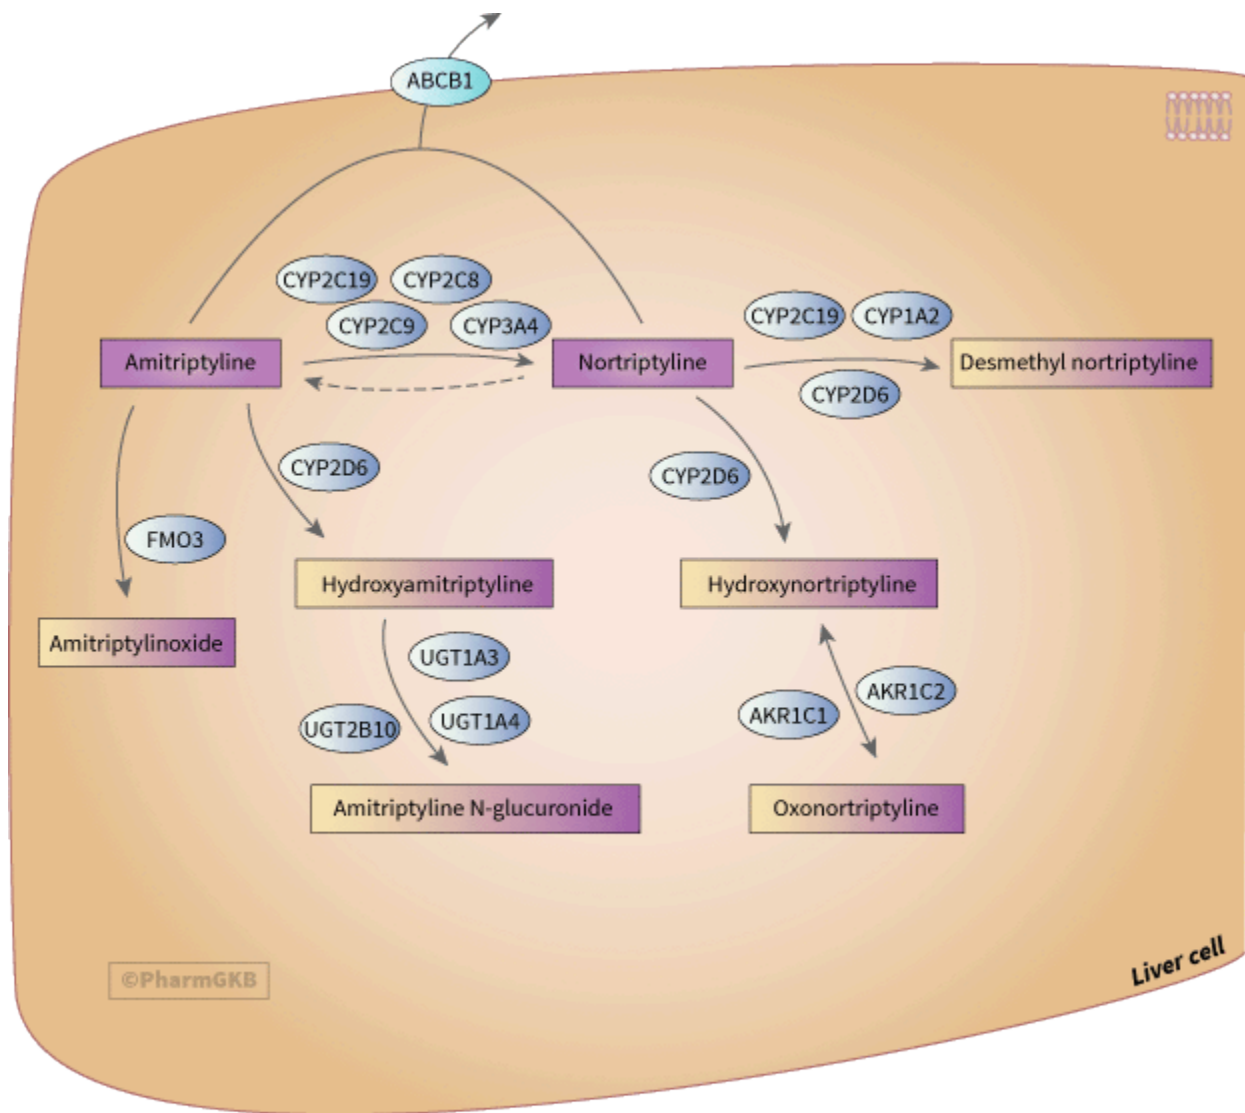 ABCB1
CYP2C19
CYP2C8
CYP2C9
CYP3A4
CYP2C19
CYP1A2
Amitriptyline
Nortriptyline
Desmethyl nortriptyline
CYP2D6
CYP2D6
CYP2D6
FMO3
Hydroxyamitriptyline
Hydroxynortriptyline
Amitriptylinoxide
UGT1A3
AKR1C2
UGT2B10
UGT1A4
AKR1C1
Amitriptyline N-glucuronide
Oxonortriptyline
Liver cell
©PharmGKB